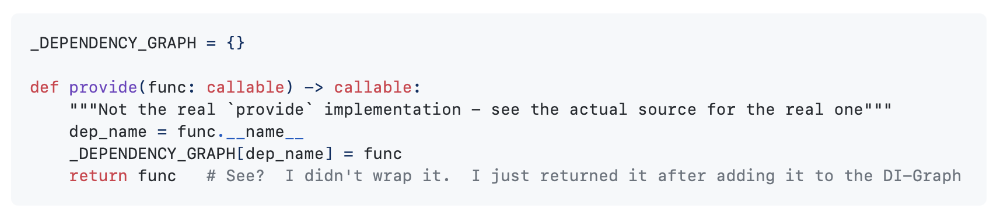 _DEPENDENCY_GRAPH = {}

def provide(func: callable) -> callable:
    """Not the real `provide` implementation – see the actual source for the real one"""
    dep_name = func.__name__
    _DEPENDENCY_GRAPH[dep_name] = func
    return func   # See?  I didn't wrap it.  I just returned it after adding it to the DI-Graph